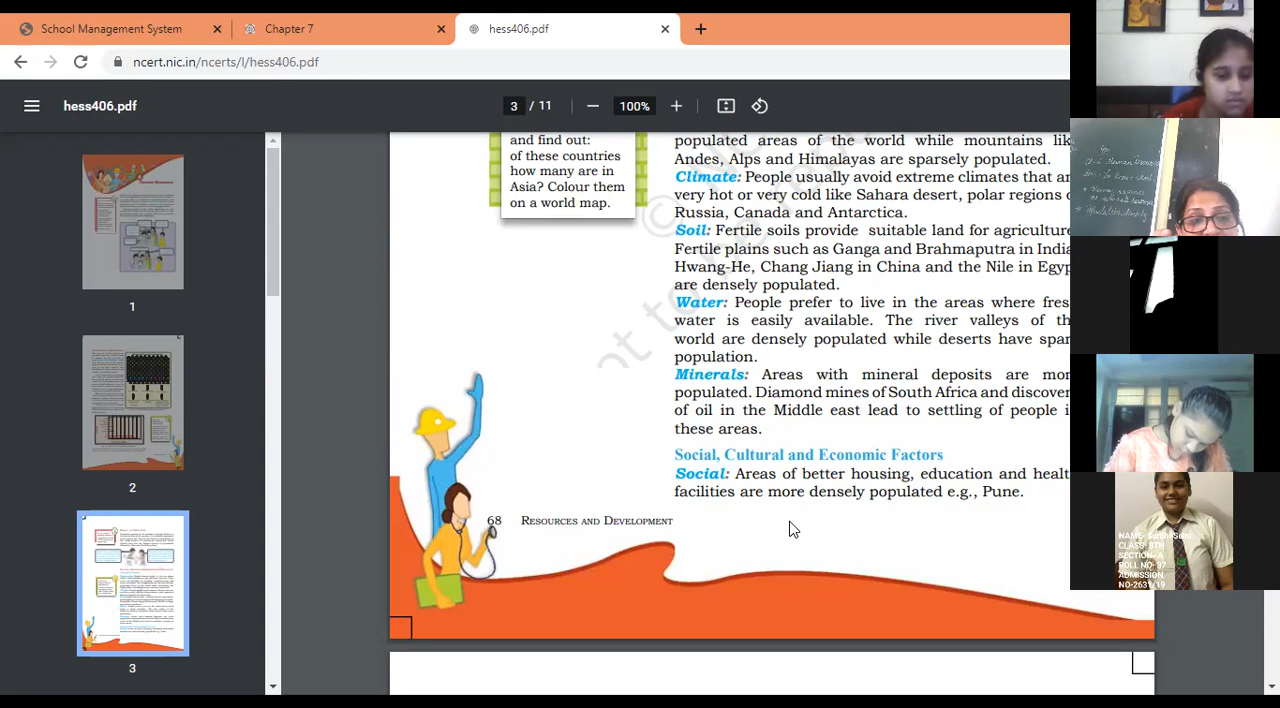 School Management System
Chapter 7
hess406.pdf
ncert.nic.in/ncerts/l/hess406.pdf
hess406.pdf
3 / 11
100%
1
2
3
and find out:
of these countries
how many are in
Asia? Colour them
on a world map.
populated areas of the world while mountains lik
Andes, Alps and Himalayas are sparsely populated.
Climate: People usually avoid extreme climates that ar
very hot or very cold like Sahara desert, polar regions o
Russia, Canada and Antarctica.
Soil: Fertile soils provide suitable land for agriculture
Fertile plains such as Ganga and Brahmaputra in India
Hwang-He, Chang Jiang in China and the Nile in Egyp
are densely populated.
Water: People prefer to live in the areas where fres
water is easily available. The river valleys of th
world are densely populated while deserts have spar
population.
Minerals: Areas with mineral deposits are mor
populated. Diamond mines of South Africa and discover
of oil in the Middle east lead to settling of people i
these areas.
Social, Cultural and Economic Factors
Social: Areas of better housing, education and healt
facilities are more densely populated e.g., Pune.
68 RESOURCES AND DEVELOPMENT
CLASS: 8TH
SECTION- A
ROLL NO- 37
ADMISSION